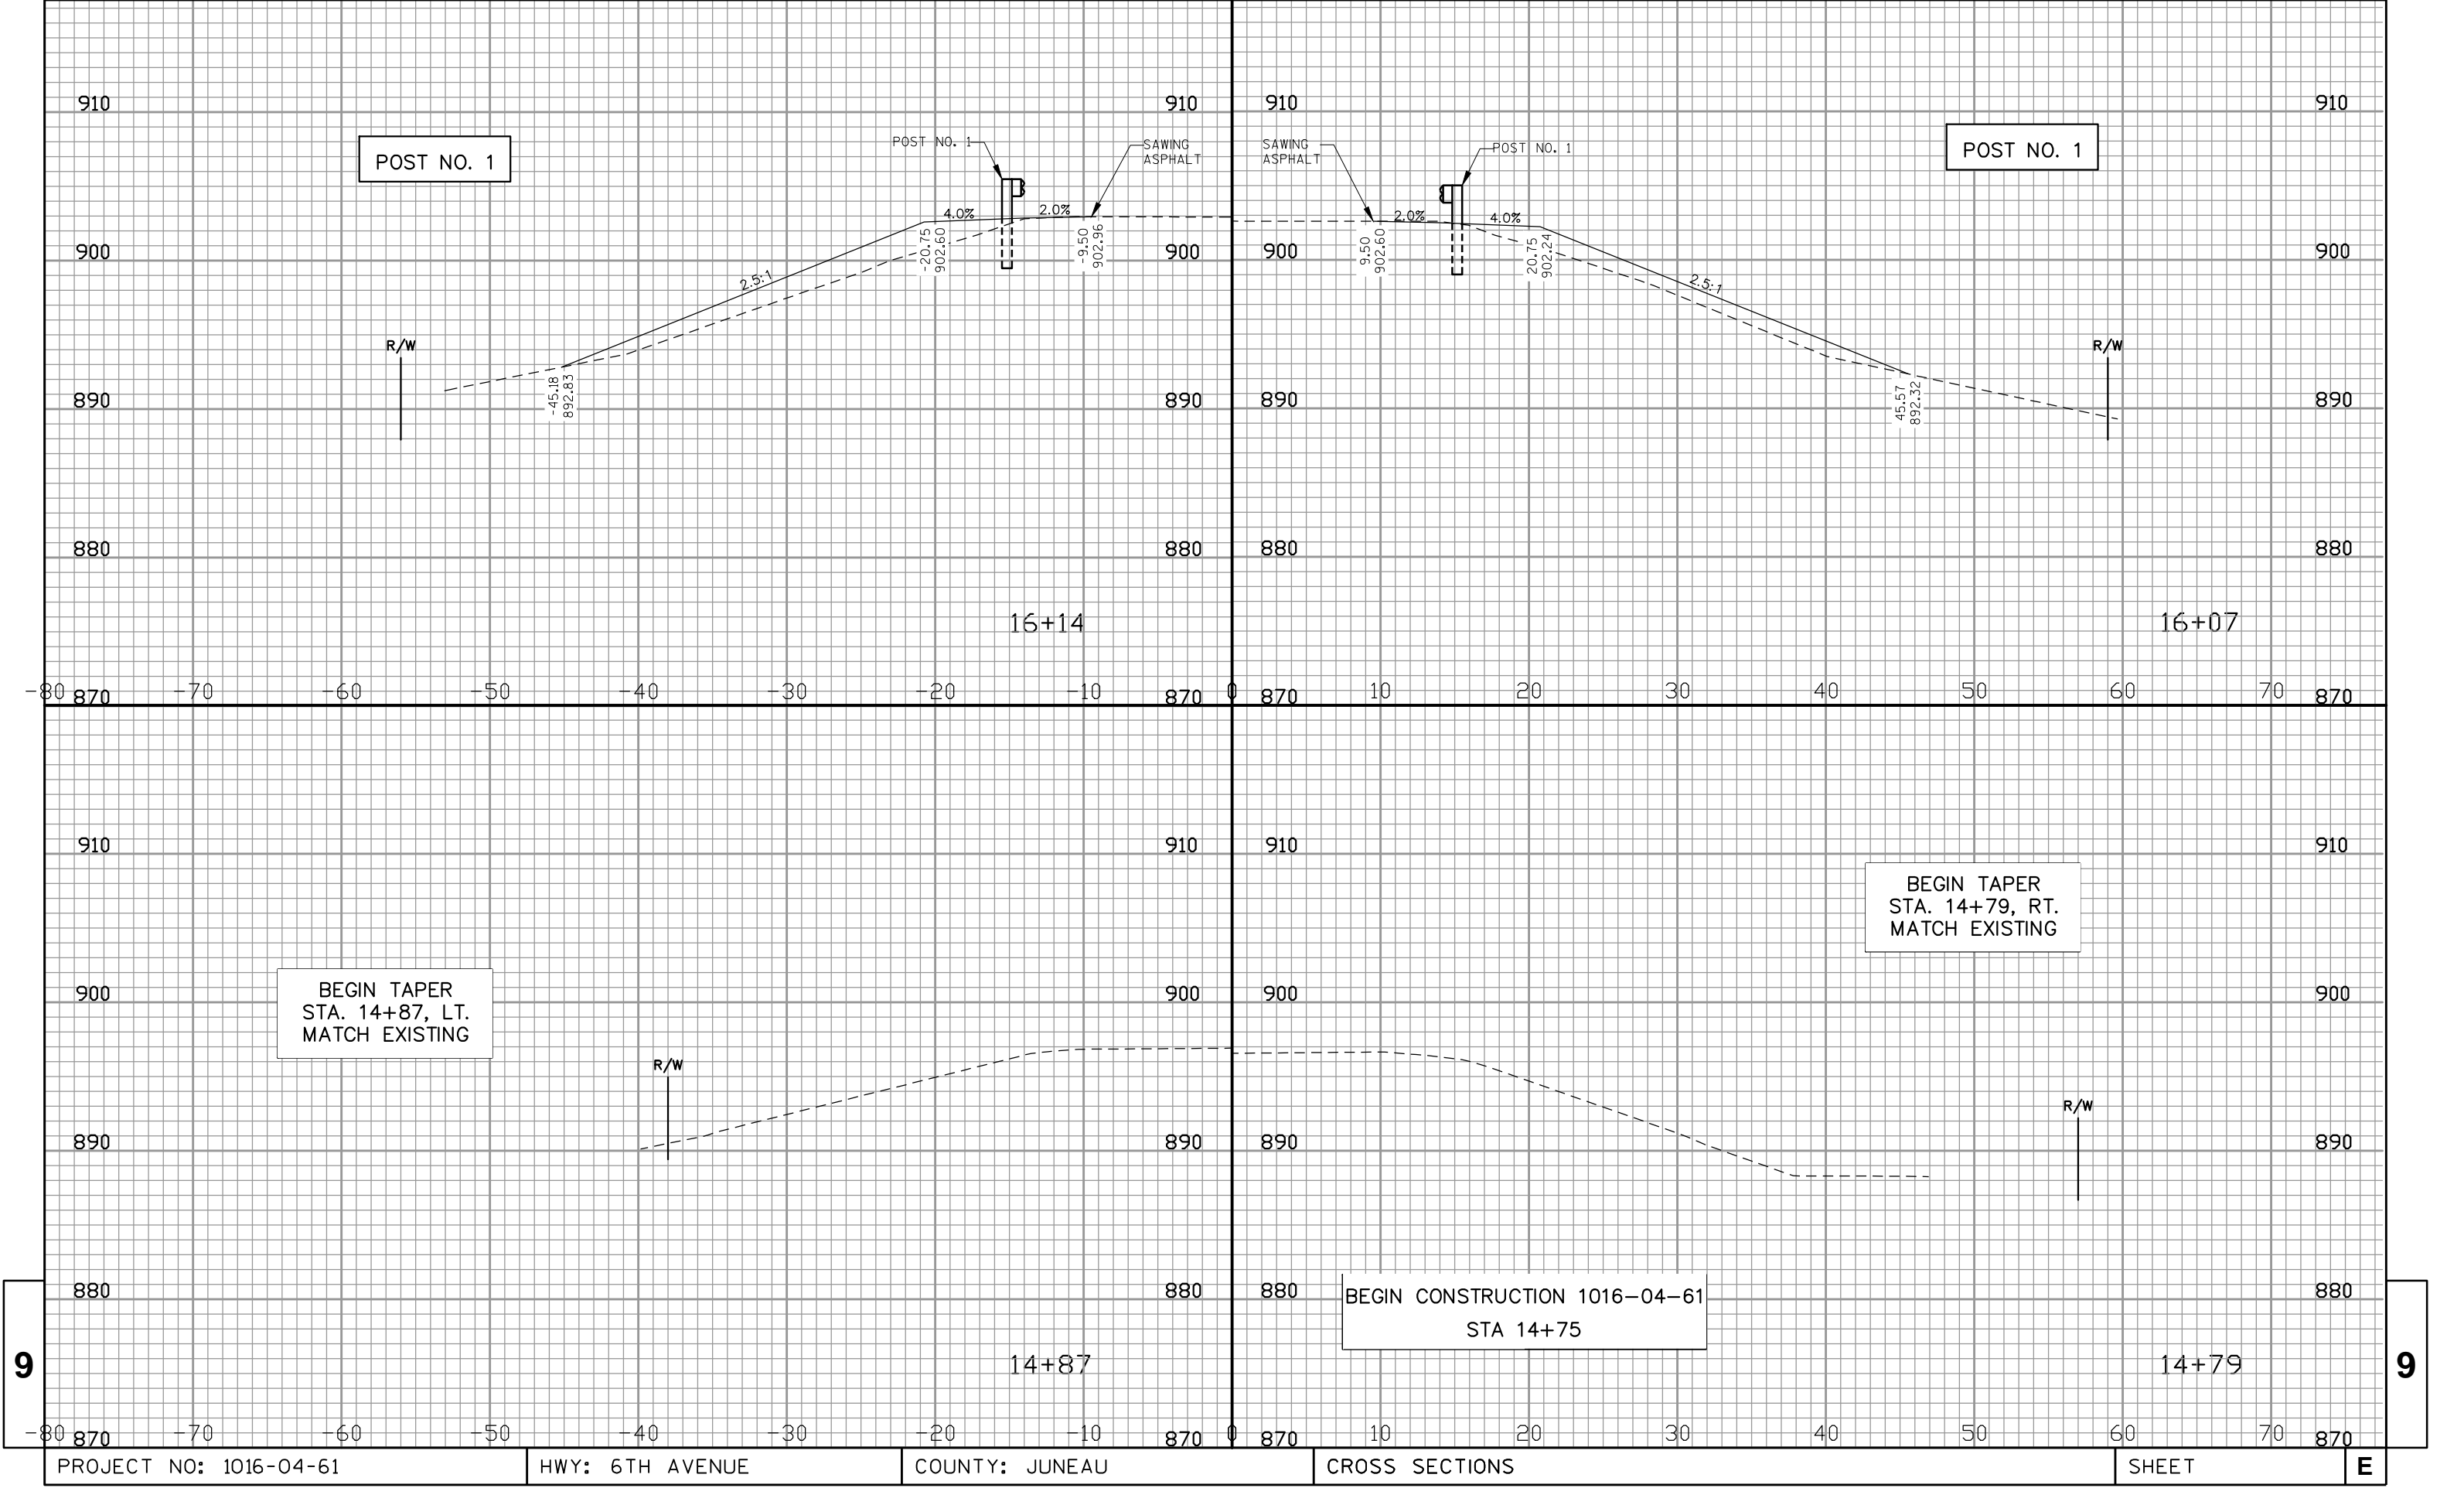 910 910 910 910
POST NO. 1
POST NO. 1
SAWING
ASPHALT
SAWING
ASPHALT
POST NO. 1
POST NO. 1
4.0% 2.0% 2.0% 4.0%
-20.75
902.60
-9.50
902.96
9.50
902.60
20.75
902.24
900 900 900 900
2.5:1 2.5:1
R/W R/W
-45.18
892.83
45.57
892.32
890 890 890 890
880 880 880 880
16+14 16+07
-80 -70 -60 -50 -40 -30 -20 -10 0 10 20 30 40 50 60 70
870 870 870 870
910 910 910 910
BEGIN TAPER
STA. 14+79, RT.
MATCH EXISTING
BEGIN TAPER
STA. 14+87, LT.
MATCH EXISTING
900 900 900 900
R/W
R/W
890 890 890 890
880 880 880 880
BEGIN CONSTRUCTION 1016-04-61
STA 14+75
14+87 14+79
9 9
-80 -70 -60 -50 -40 -30 -20 -10 0 10 20 30 40 50 60 70
870 870 870 870
PROJECT NO: 1016-04-61 HWY: 6TH AVENUE COUNTY: JUNEAU CROSS SECTIONS SHEET E